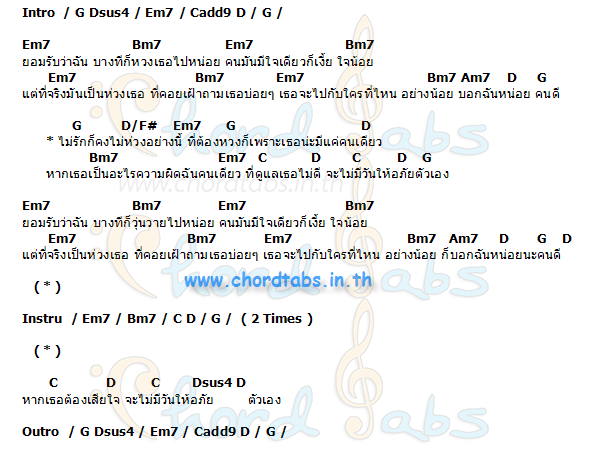 Intro / G Dsus4 / Em7 / Cadd9 D / G /
Em7 Bm7 Em7 Bm7
ยอมรับว่าฉัน บางทีก็หวงเธอไปหน่อย คนมันมีใจเดียวก็เงี้ย ใจน้อย
Em7 Bm7 Em7 Bm7 Am7 D G
แต่ที่จริงมันเป็นห่วงเธอ ที่คอยเฝ้าถามเธอบ่อยๆ เธอจะไปกับใครที่ไหน อย่างน้อย บอกฉันหน่อย คนดี
G D/F# Em7 G D
* ไม่รักก็คงไม่ห่วงอย่างนี้ ที่ต้องหวงก็เพราะเธอน่ะมีแค่คนเดียว
Bm7 Em7 C D C D G
หากเธอเป็นอะไรความผิดฉันคนเดียว ที่ดูแลเธอไม่ดี จะไม่มีวันให้อภัยตัวเอง
www.chordtabs.in.th
Em7 Bm7 Em7 Bm7
ยอมรับว่าฉัน บางทีก็วุ่นวายไปหน่อย คนมันมีใจเดียวก็เงี้ย ใจน้อย
Em7 Bm7 Em7 Bm7 Am7 D G D
แต่ที่จริงเป็นห่วงเธอ ที่คอยเฝ้าถามเธอบ่อยๆ เธอจะไปกับใครที่ไหน อย่างน้อย ก็บอกฉันหน่อยนะคนดี
www.chordtabs.in.th
( * )
Instru / Em7 / Bm7 / C D / G / ( 2 Times )
( * )
C D C Dsus4 D
หากเธอต้องเสียใจ จะไม่มีวันให้อภัย ตัวเอง
Outro / G Dsus4 / Em7 / Cadd9 D / G /